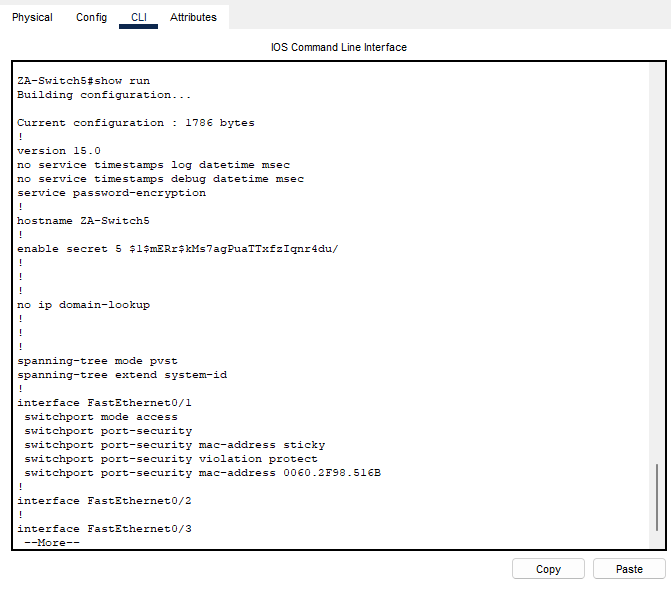 Physical Config CLI Attributes
IOS Command Line Interface
ZA-Switch5#show run
Building configuration...
Current configuration : 1786 bytes
!
version 15.0
no service timestamps log datetime msec
no service timestamps debug datetime msec
service password-encryption
!
hostname ZA-Switch5
!
enable secret 5 $1$mERr$kMs7agPuaTTxfzIqnr4du/
!
!
!
no ip domain-lookup
!
!
!
spanning-tree mode pvst
spanning-tree extend system-id
!
interface FastEthernet0/1
switchport mode access
switchport port-security
switchport port-security mac-address sticky
switchport port-security violation protect
switchport port-security mac-address 0060.2F98.516B
!
interface FastEthernet0/2
!
interface FastEthernet0/3
--More--
Copy Paste